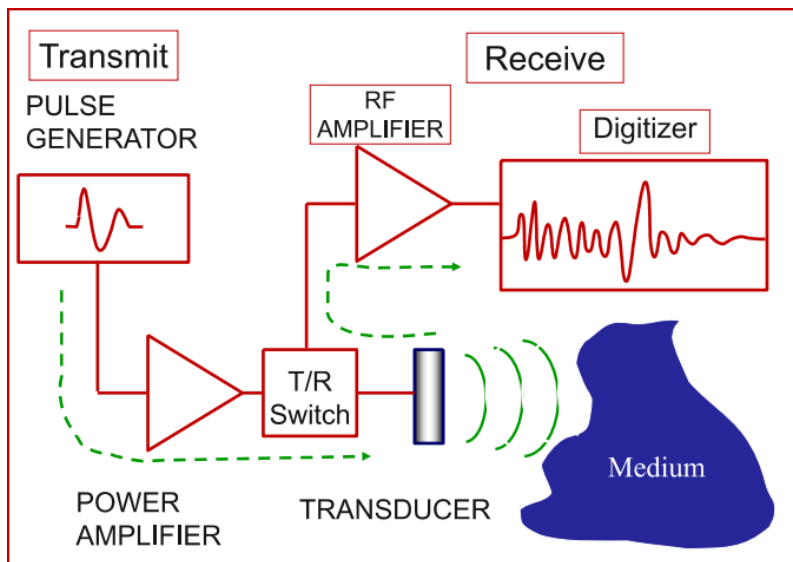 Transmit
Receive
PULSE
GENERATOR
RF
AMPLIFIER
Digitizer
T/R
Switch
Medium
POWER
AMPLIFIER
TRANSDUCER